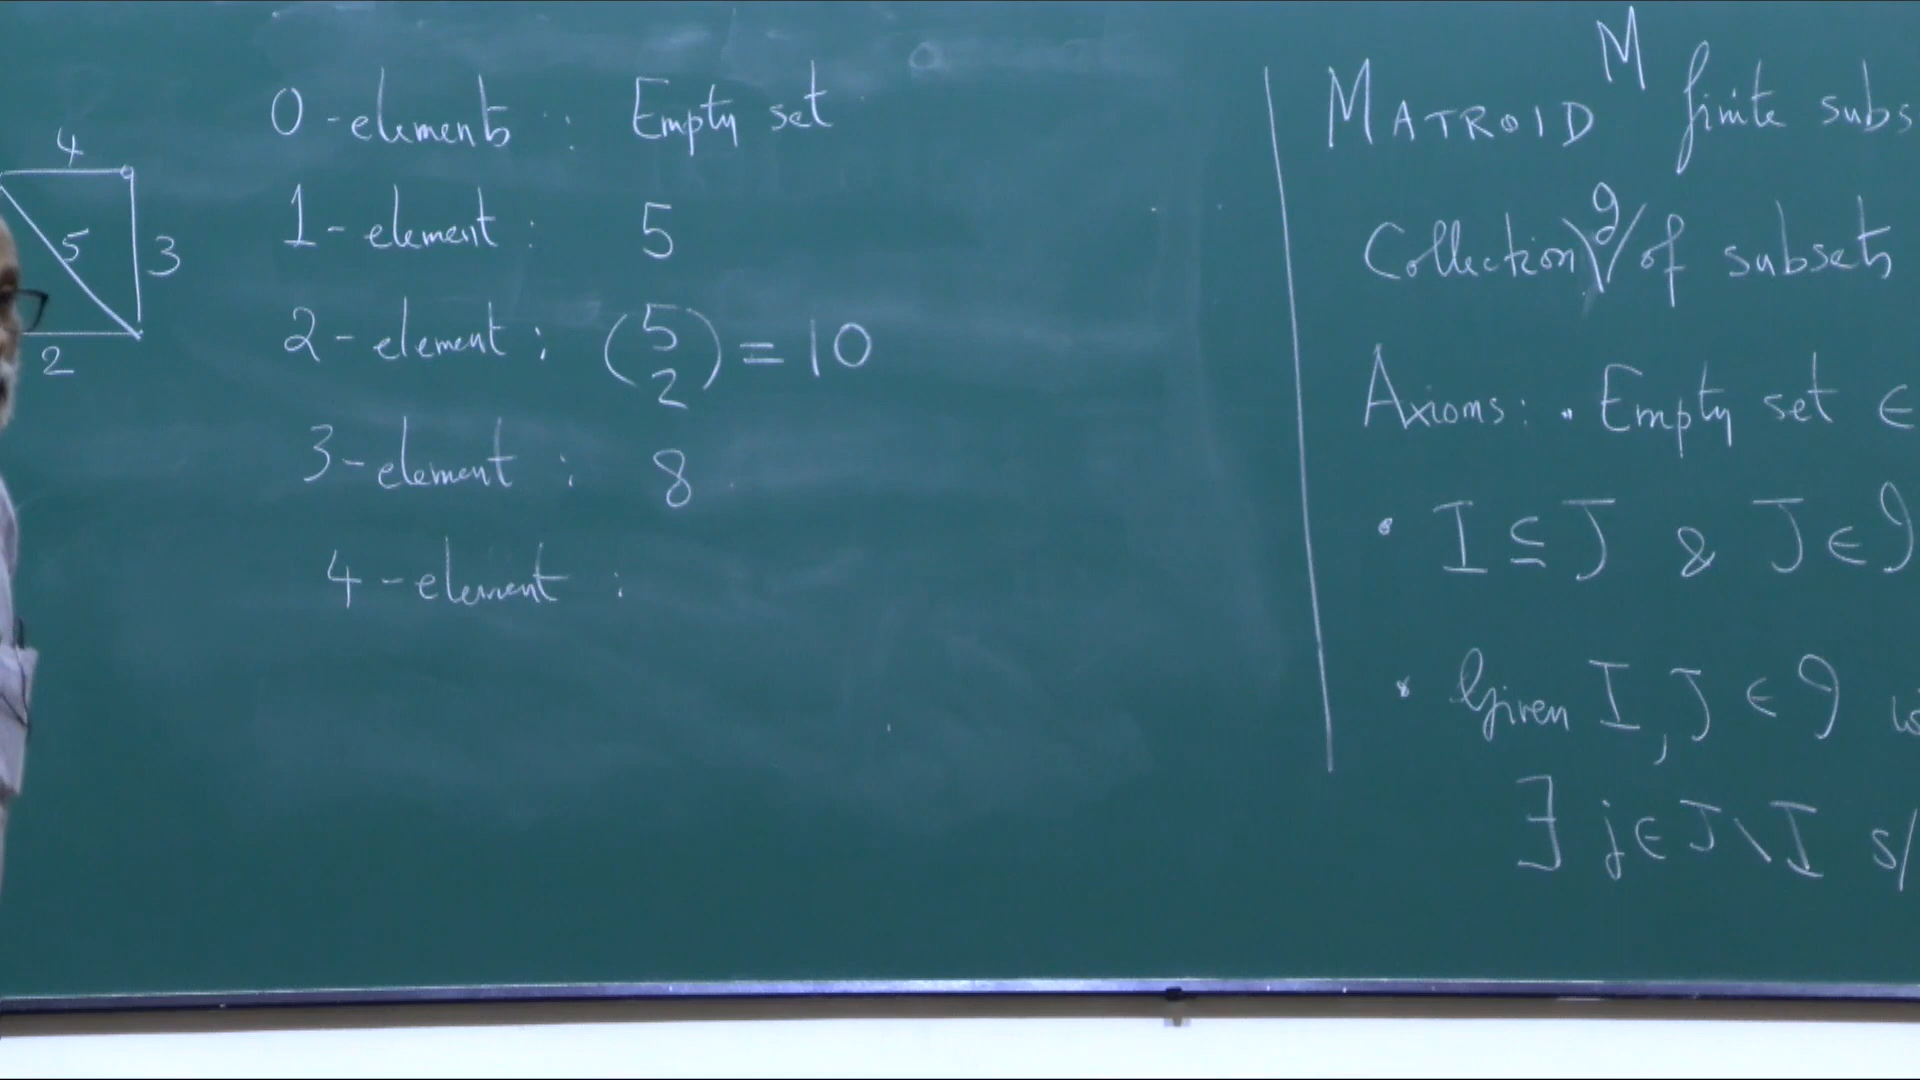 4
5
3
2
0-elements : Empty set
1-element : 5
2-element : (5 2) = 10
3-element : 8
4-element :
MATROID M finite subs
Collection 𝓘 of subsets
Axioms: • Empty set ∈
• I ⊆ J & J ∈ 𝓘
• Given I, J ∈ 𝓘 w
∃ j ∈ J \ I s/